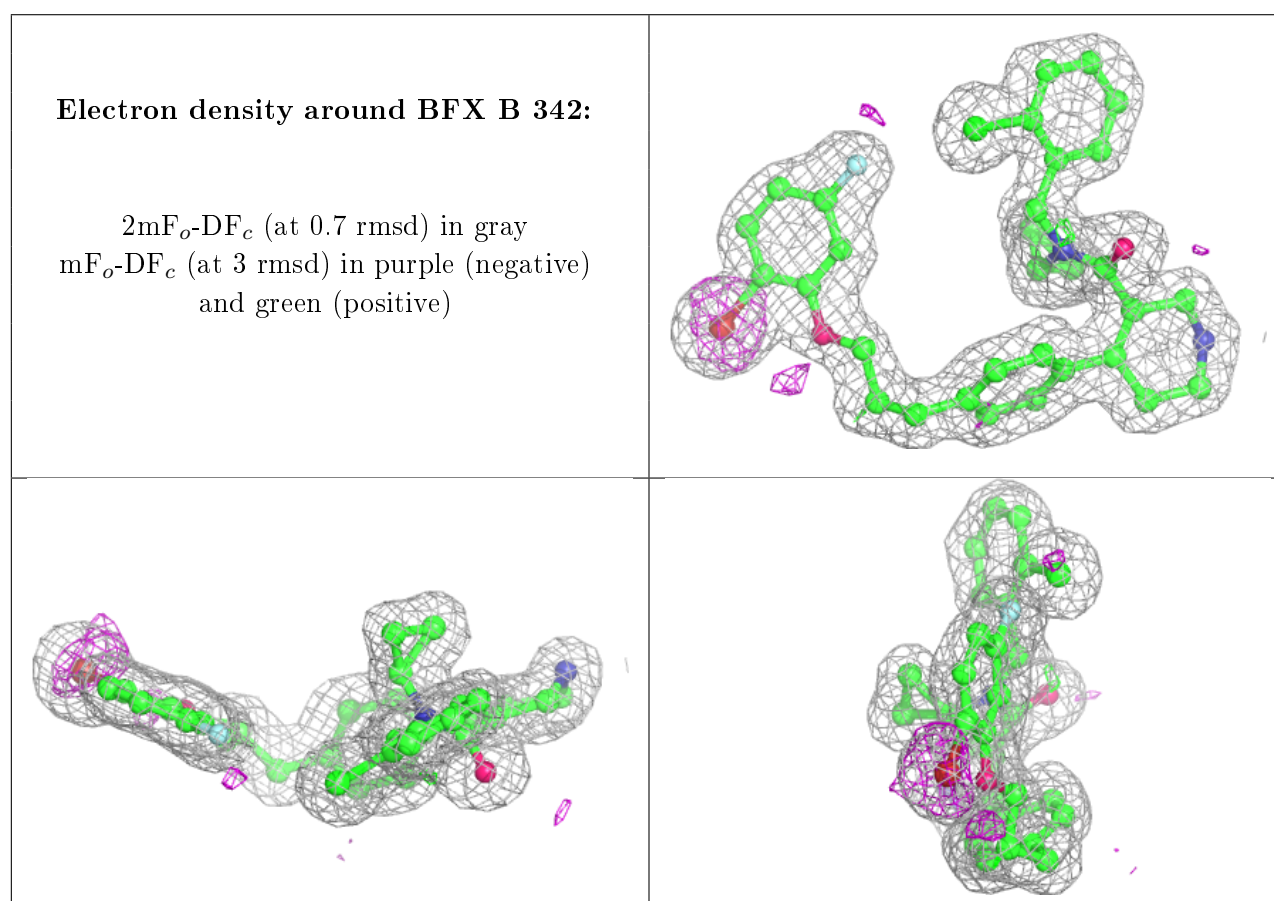 Electron density around BFX B 342:
2mFo-DFc (at 0.7 rmsd) in gray
mFo-DFc (at 3 rmsd) in purple (negative)
and green (positive)